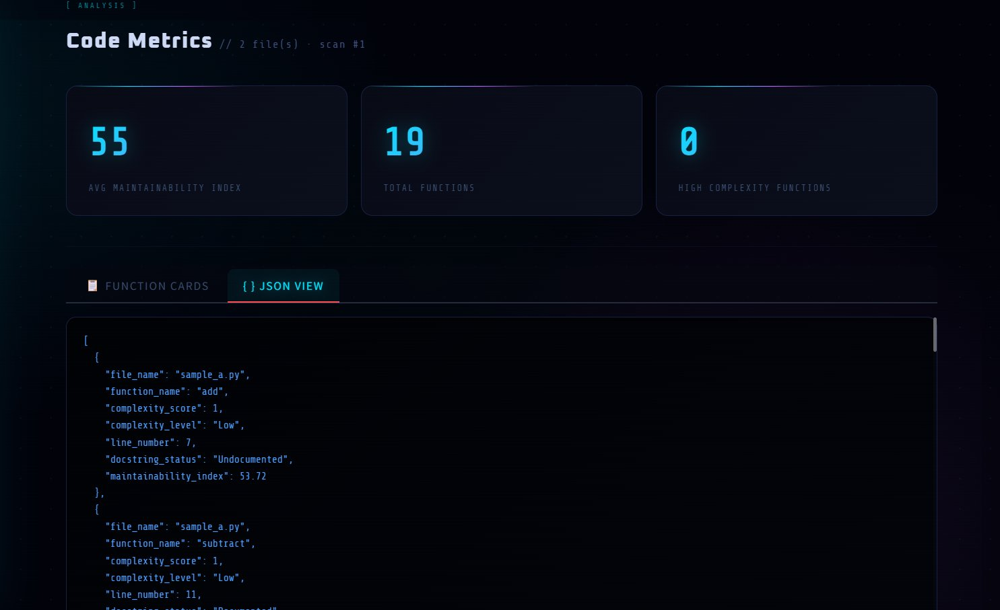 [ ANALYSIS ]
Code Metrics // 2 file(s) · scan #1
55
AVG MAINTAINABILITY INDEX
19
TOTAL FUNCTIONS
0
HIGH COMPLEXITY FUNCTIONS
📋 FUNCTION CARDS
{ } JSON VIEW
[
{
"file_name": "sample_a.py",
"function_name": "add",
"complexity_score": 1,
"complexity_level": "Low",
"line_number": 7,
"docstring_status": "Undocumented",
"maintainability_index": 53.72
},
{
"file_name": "sample_a.py",
"function_name": "subtract",
"complexity_score": 1,
"complexity_level": "Low",
"line_number": 11,